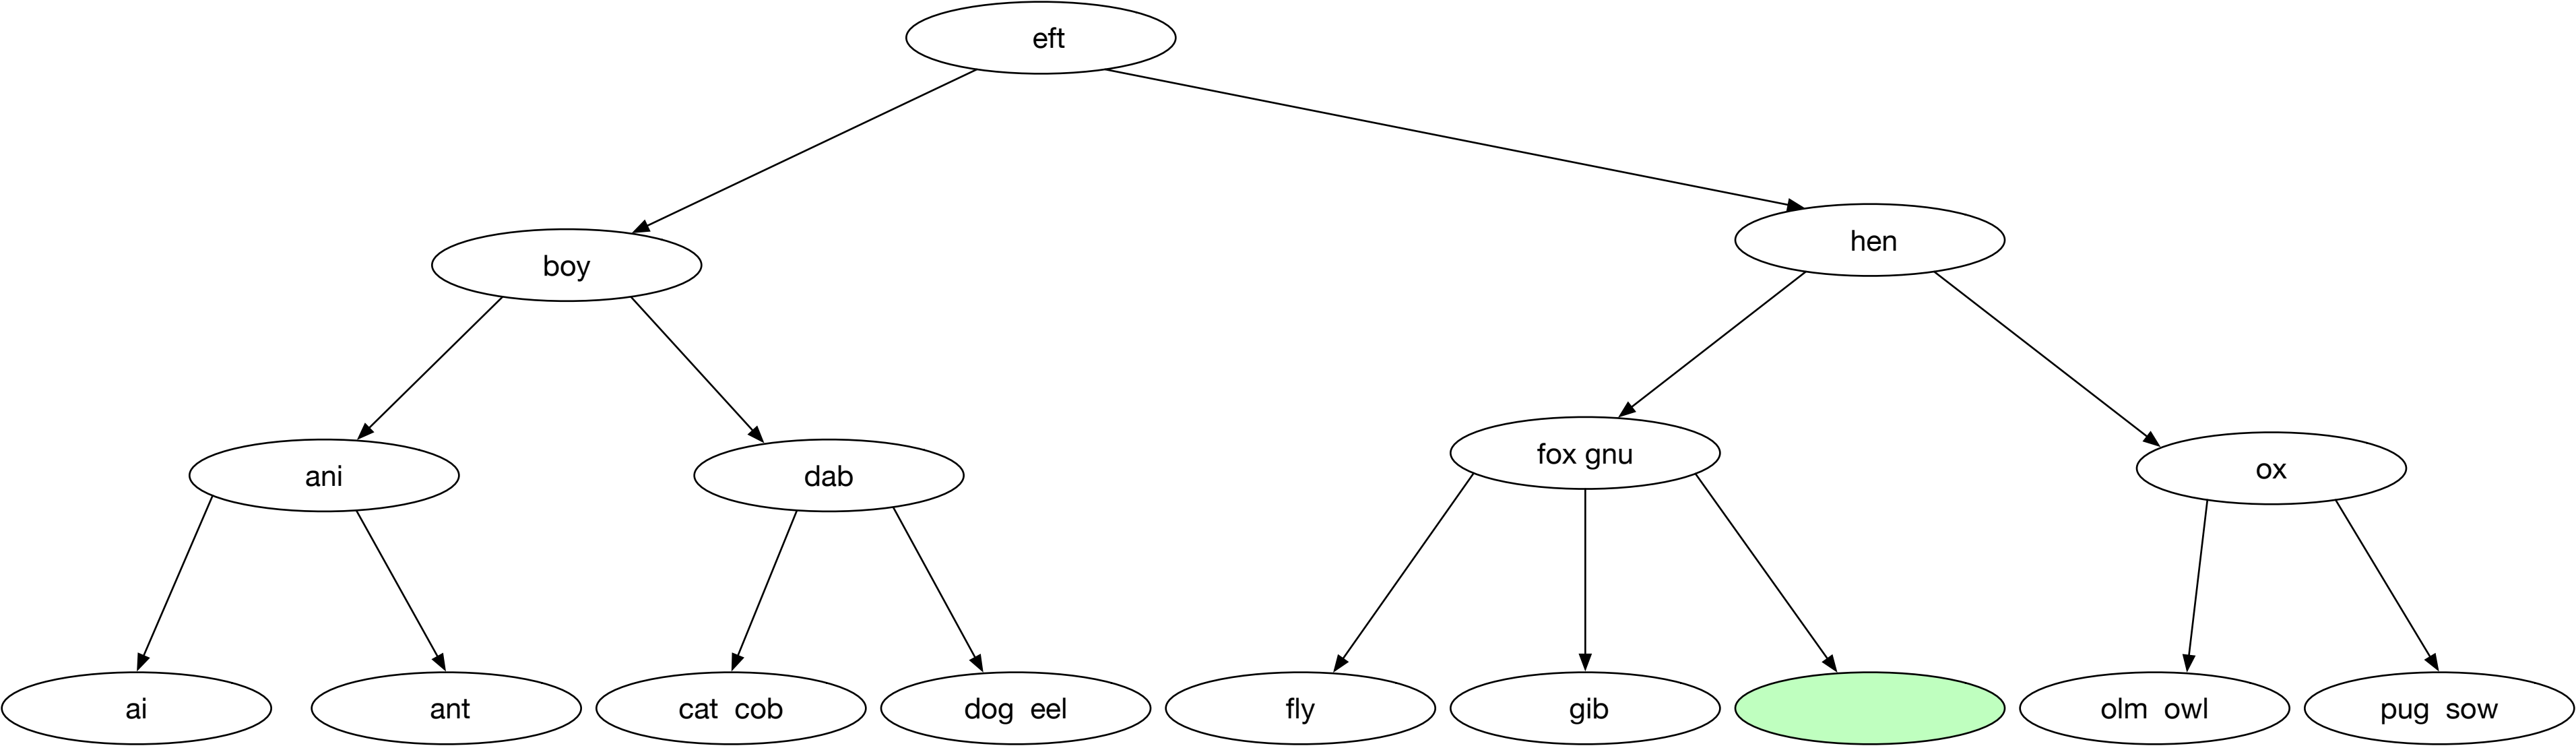 eft
boy
hen
ani
dab
fox gnu
ox
ai
ant
cat cob
dog eel
fly
gib
olm owl
pug sow